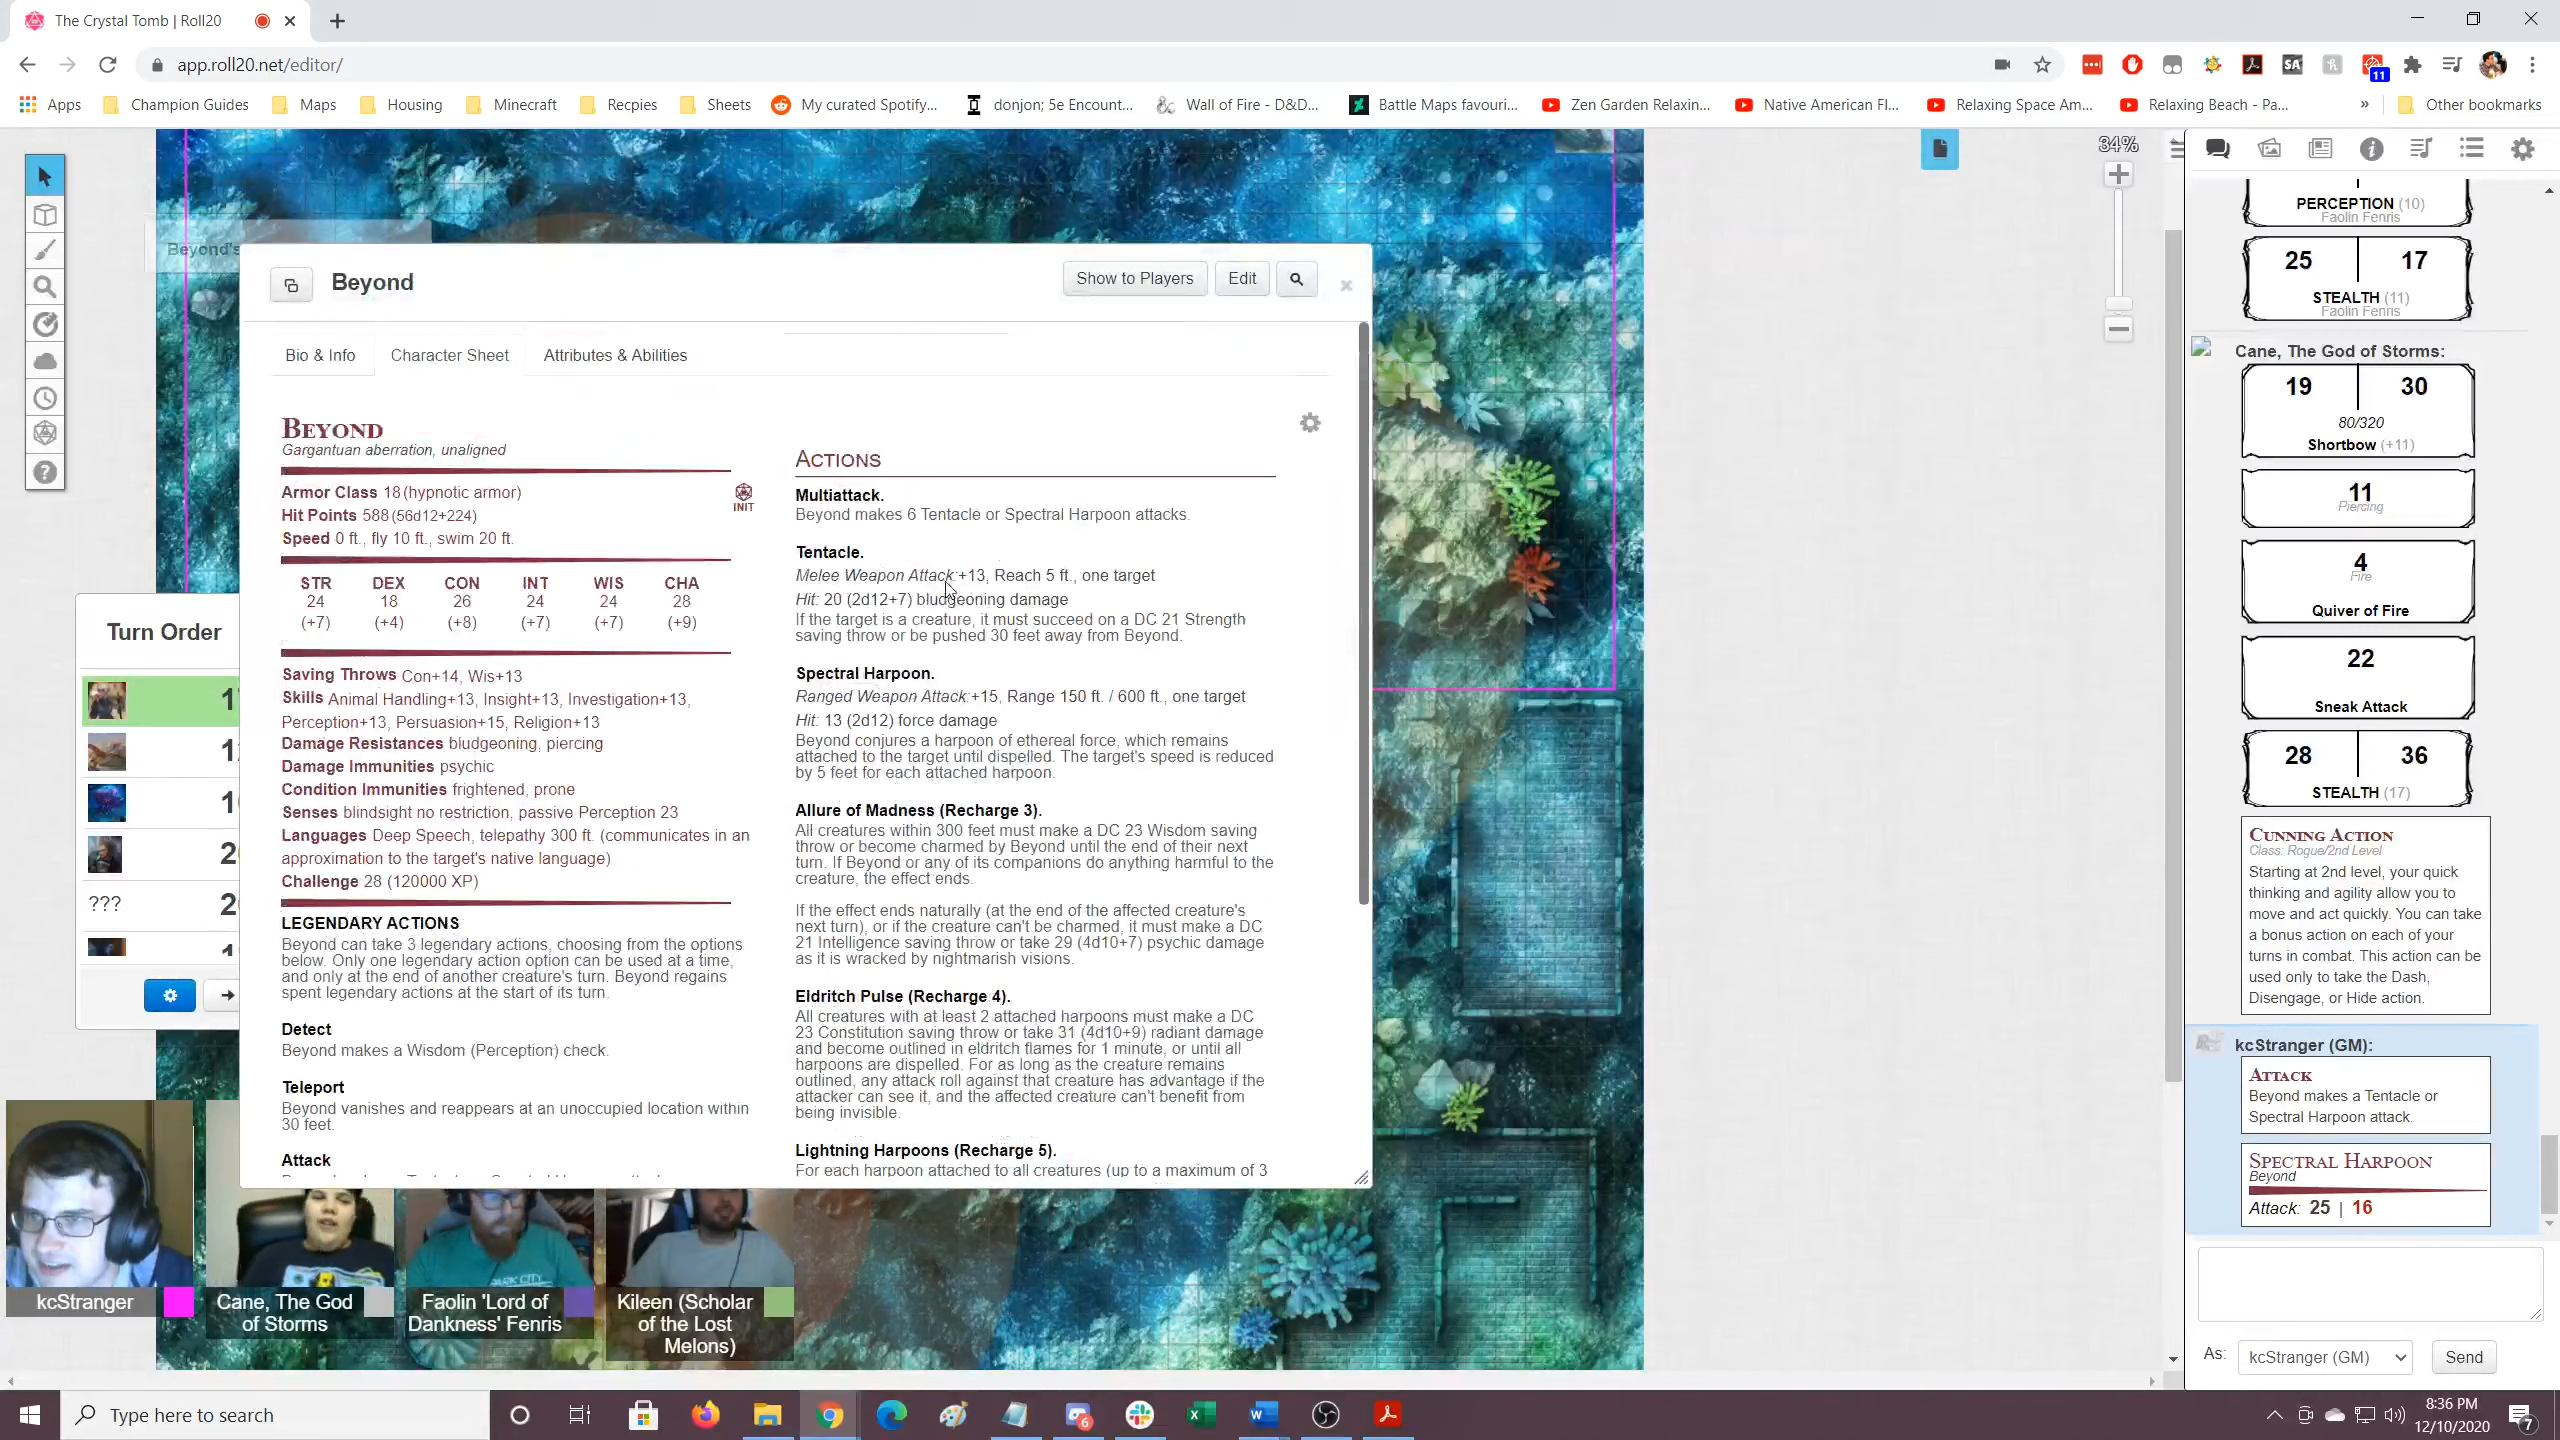 The Crystal Tomb | Roll20
app.roll20.net/editor/
11
Apps
Champion Guides
Maps
Housing
Minecraft
Recpies
Sheets
My curated Spotify...
donjon; 5e Encount...
Wall of Fire - D&D...
Battle Maps favouri...
Zen Garden Relaxin...
Native American Fl...
Relaxing Space Am...
Relaxing Beach - Pa...
»
Other bookmarks
34%
Beyond's
Beyond
Show to Players
Edit
Bio & Info
Character Sheet
Attributes & Abilities
BEYOND
Gargantuan aberration, unaligned
Armor Class 18 (hypnotic armor)
Hit Points 588 (56d12+224)
Speed 0 ft., fly 10 ft., swim 20 ft.
INIT
STR DEX CON INT WIS CHA
24 18 26 24 24 28
(+7) (+4) (+8) (+7) (+7) (+9)
Saving Throws Con+14, Wis+13
Skills Animal Handling+13, Insight+13, Investigation+13,
Perception+13, Persuasion+15, Religion+13
Damage Resistances bludgeoning, piercing
Damage Immunities psychic
Condition Immunities frightened, prone
Senses blindsight no restriction, passive Perception 23
Languages Deep Speech, telepathy 300 ft. (communicates in an
approximation to the target's native language)
Challenge 28 (120000 XP)
LEGENDARY ACTIONS
Beyond can take 3 legendary actions, choosing from the options
below. Only one legendary action option can be used at a time,
and only at the end of another creature's turn. Beyond regains
spent legendary actions at the start of its turn.
Detect
Beyond makes a Wisdom (Perception) check.
Teleport
Beyond vanishes and reappears at an unoccupied location within
30 feet.
Attack
ACTIONS
Multiattack.
Beyond makes 6 Tentacle or Spectral Harpoon attacks.
Tentacle.
Melee Weapon Attack:+13, Reach 5 ft., one target
Hit: 20 (2d12+7) bludgeoning damage
If the target is a creature, it must succeed on a DC 21 Strength
saving throw or be pushed 30 feet away from Beyond.
Spectral Harpoon.
Ranged Weapon Attack:+15, Range 150 ft. / 600 ft., one target
Hit: 13 (2d12) force damage
Beyond conjures a harpoon of ethereal force, which remains
attached to the target until dispelled. The target's speed is reduced
by 5 feet for each attached harpoon.
Allure of Madness (Recharge 3).
All creatures within 300 feet must make a DC 23 Wisdom saving
throw or become charmed by Beyond until the end of their next
turn. If Beyond or any of its companions do anything harmful to the
creature, the effect ends.
If the effect ends naturally (at the end of the affected creature's
next turn), or if the creature can't be charmed, it must make a DC
21 Intelligence saving throw or take 29 (4d10+7) psychic damage
as it is wracked by nightmarish visions.
Eldritch Pulse (Recharge 4).
All creatures with at least 2 attached harpoons must make a DC
23 Constitution saving throw or take 31 (4d10+9) radiant damage
and become outlined in eldritch flames for 1 minute, or until all
harpoons are dispelled. For as long as the creature remains
outlined, any attack roll against that creature has advantage if the
attacker can see it, and the affected creature can't benefit from
being invisible.
Lightning Harpoons (Recharge 5).
For each harpoon attached to all creatures (up to a maximum of 3
Turn Order
???
kcStranger
Cane, The God
of Storms
Faolin 'Lord of
Dankness' Fenris
Kileen (Scholar
of the Lost
Melons)
PERCEPTION (10)
Faolin Fenris
25 17
STEALTH (11)
Faolin Fenris
Cane, The God of Storms:
19 30
80/320
Shortbow (+11)
11
Piercing
4
Fire
Quiver of Fire
22
Sneak Attack
28 36
STEALTH (17)
CUNNING ACTION
Class: Rogue/2nd Level
Starting at 2nd level, your quick
thinking and agility allow you to
move and act quickly. You can take
a bonus action on each of your
turns in combat. This action can be
used only to take the Dash,
Disengage, or Hide action.
kcStranger (GM):
ATTACK
Beyond makes a Tentacle or
Spectral Harpoon attack.
SPECTRAL HARPOON
Beyond
Attack: 25 | 16
As:
kcStranger (GM)
Send
Type here to search
6
8:36 PM
12/10/2020
7